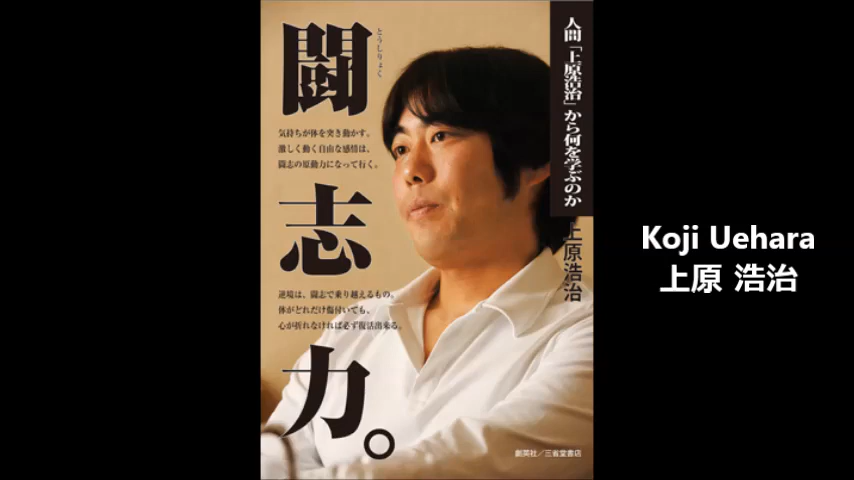 闘志力。
とうしりょく
気持ちが体を突き動かす。
激しく動く自由な感情は、
闘志の原動力になって行く。
逆境は、闘志で乗り越えるもの。
体がどれだけ傷付いても、
心が折れなければ必ず復活出来る。
人間「上原浩治」から何を学ぶのか
上原浩治
創英社／三省堂書店
Koji Uehara
上原 浩治